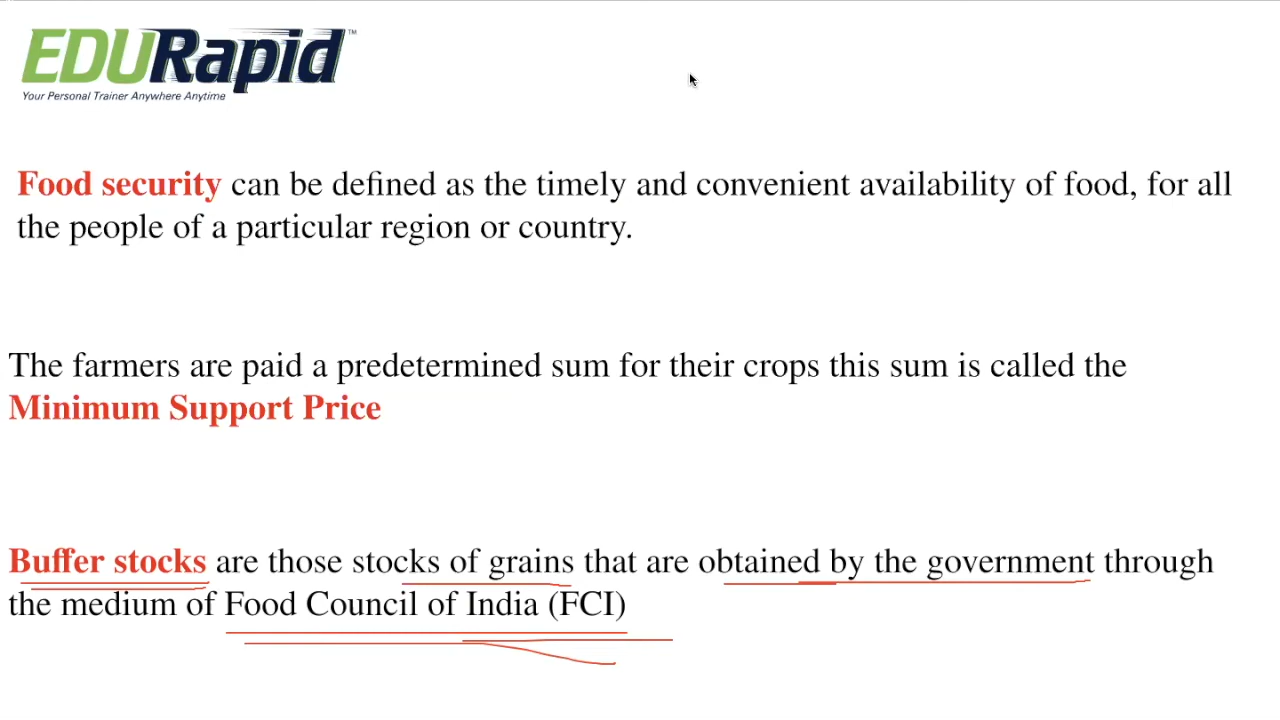 EDURapid™
Your Personal Trainer Anywhere Anytime
Food security can be defined as the timely and convenient availability of food, for all
the people of a particular region or country.
The farmers are paid a predetermined sum for their crops this sum is called the
Minimum Support Price
Buffer stocks are those stocks of grains that are obtained by the government through
the medium of Food Council of India (FCI)